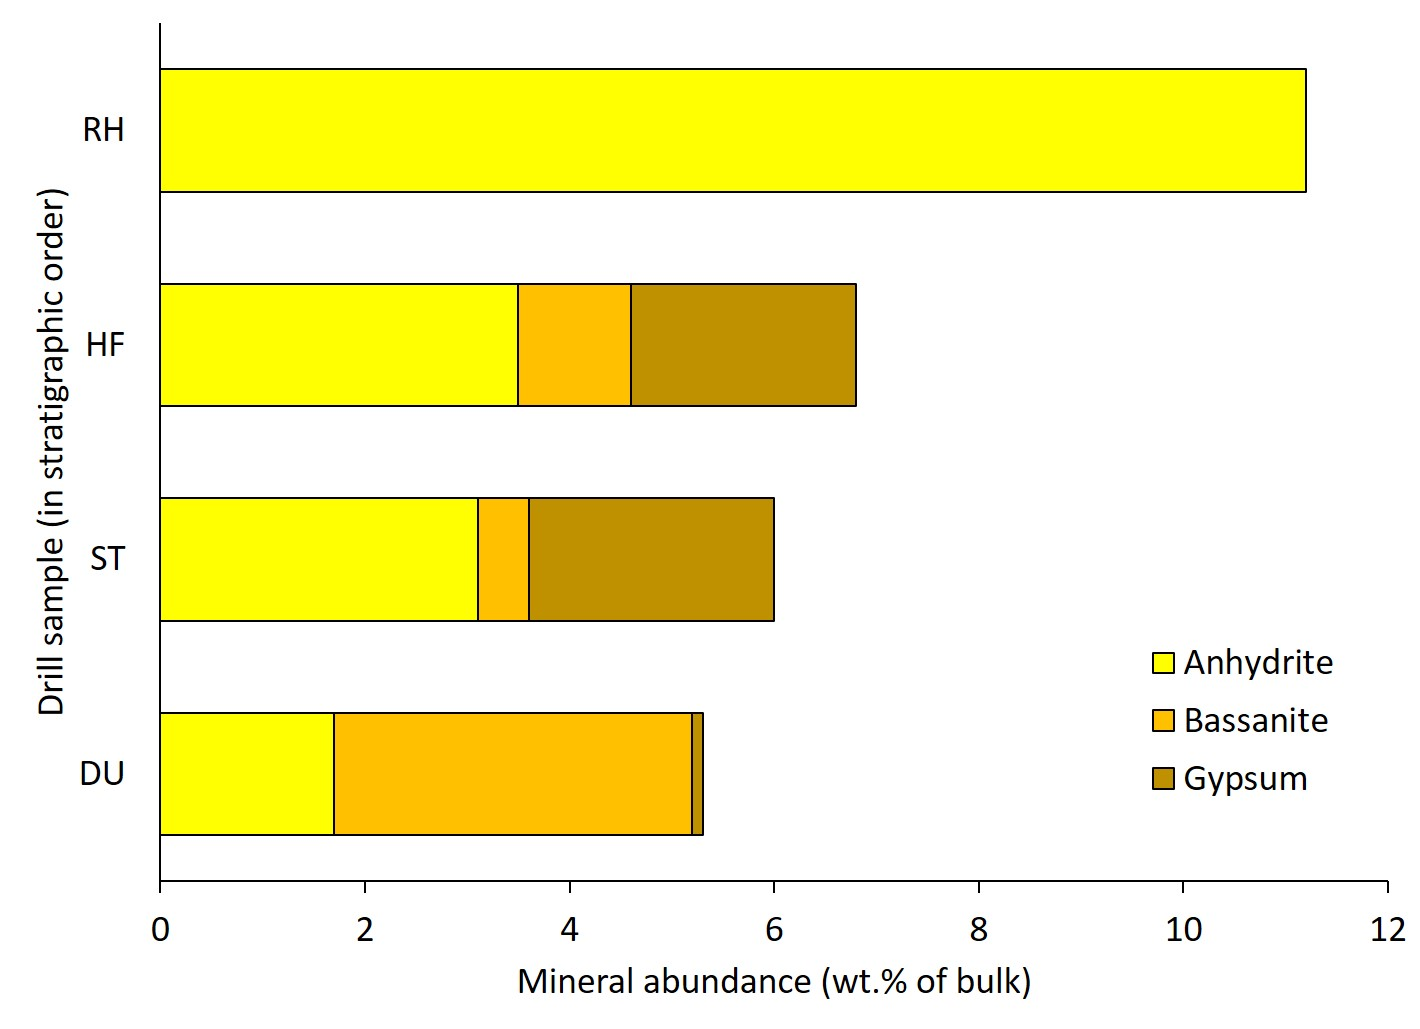 Drill sample (in stratigraphic order)
RH
HF
ST
DU
Anhydrite
Bassanite
Gypsum
0 2 4 6 8 10 12
Mineral abundance (wt.% of bulk)